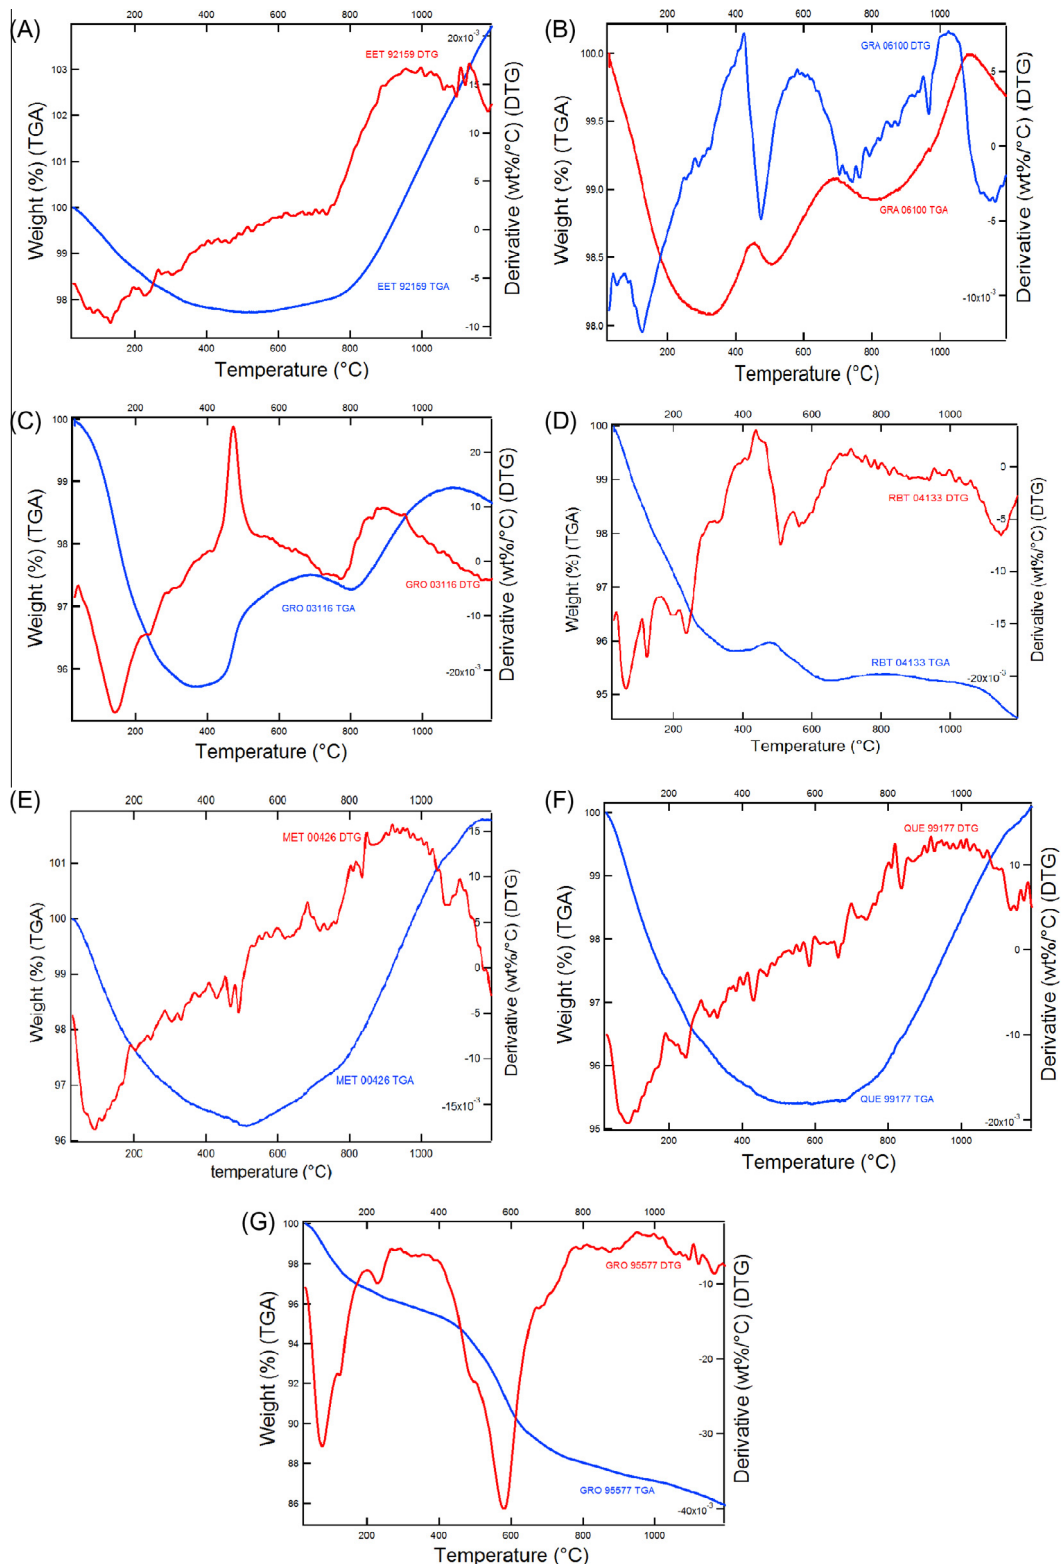 (A)
200 400 600 800 1000
20x10⁻³
15
10
5
0
-5
-10
103
102
101
100
99
98
EET 92159 DTG
EET 92159 TGA
Weight (%) (TGA)
Derivative (wt%/°C) (DTG)
200 400 600 800 1000
Temperature (°C)
(B)
200 400 600 800 1000
100.0
99.5
99.0
98.5
98.0
5
0
-5
-10x10⁻³
GRA 06100 DTG
GRA 06100 TGA
Weight (%) (TGA)
Derivative (wt%/°C) (DTG)
200 400 600 800 1000
Temperature (°C)
(C)
200 400 600 800 1000
100
99
98
97
96
20
10
0
-10
-20x10⁻³
GRO 03116 DTG
GRO 03116 TGA
Weight (%) (TGA)
Derivative (wt%/°C) (DTG)
200 400 600 800 1000
Temperature (°C)
(D)
200 400 600 800 1000
100
99
98
97
96
95
0
-5
-10
-15
-20x10⁻³
RBT 04133 DTG
RBT 04133 TGA
Weight (%) (TGA)
Derivative (wt%/°C) (DTG)
200 400 600 800 1000
Temperature (°C)
(E)
200 400 600 800 1000
101
100
99
98
97
96
15
10
5
0
-5
-10
-15x10⁻³
MET 00426 DTG
MET 00426 TGA
Weight (%) (TGA)
Derivative (wt%/°C) (DTG)
200 400 600 800 1000
temperature (°C)
(F)
200 400 600 800 1000
100
99
98
97
96
95
10
0
-10
-20x10⁻³
QUE 99177 DTG
QUE 99177 TGA
Weight (%) (TGA)
Derivative (wt%/°C) (DTG)
200 400 600 800 1000
Temperature (°C)
(G)
200 400 600 800 1000
100
98
96
94
92
90
88
86
-10
-20
-30
-40x10⁻³
GRO 95577 DTG
GRO 95577 TGA
Weight (%) (TGA)
Derivative (wt%/°C) (DTG)
200 400 600 800 1000
Temperature (°C)